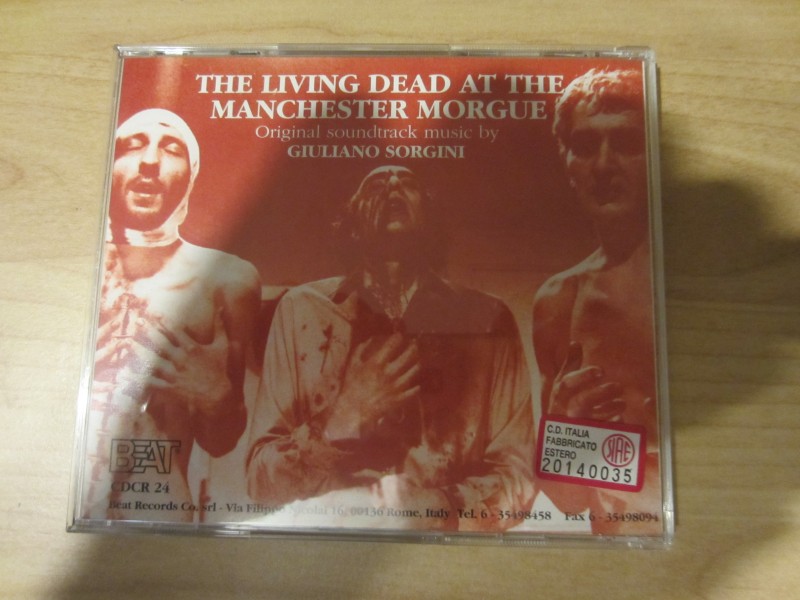 THE LIVING DEAD AT THE
MANCHESTER MORGUE
Original soundtrack music by
GIULIANO SORGINI
C.D. ITALIA
FABBRICATO
ESTERO
SIAE
20140035
BEAT
CDCR 24
Beat Records Co. srl - Via Filippo 16, 00136 Rome, Italy Tel. 6 - 35498458 Fax 6 - 35498094